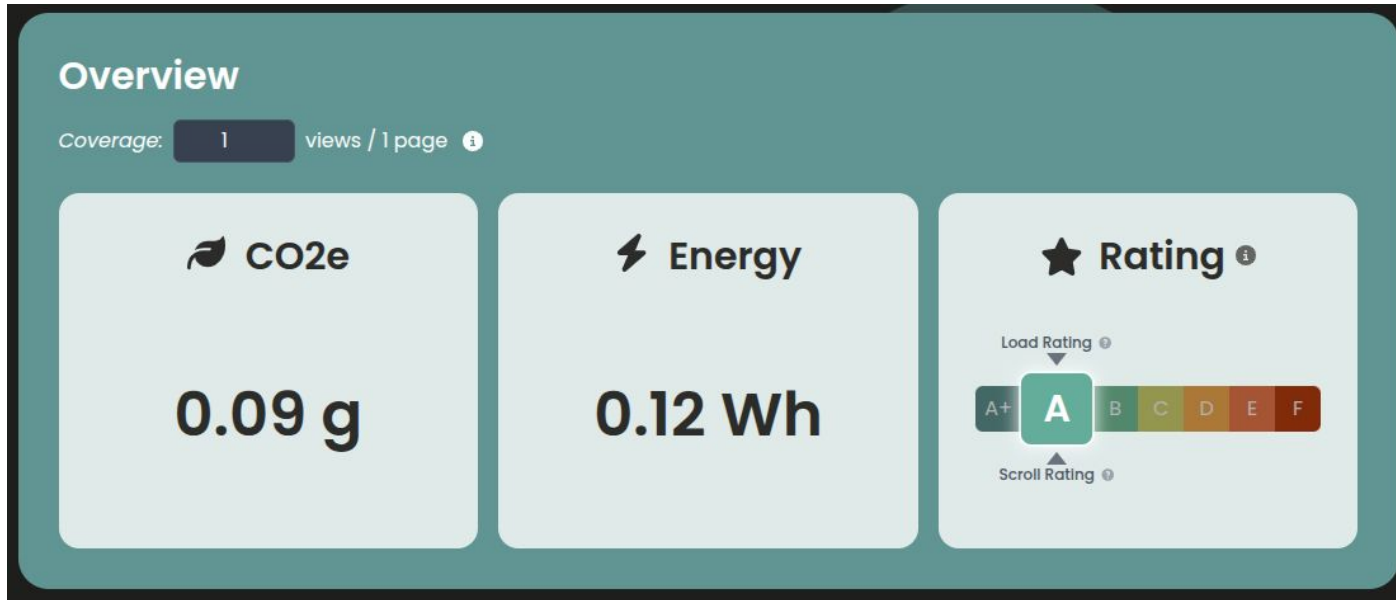 Overview
Coverage: 1 views / 1 page
CO2e
0.09 g
Energy
0.12 Wh
Rating
Load Rating
A+ A B C D E F
Scroll Rating